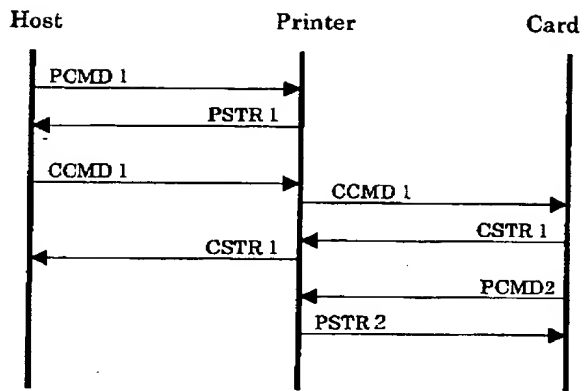 Host Printer Card
PCMD 1
PSTR 1
CCMD 1
CCMD 1
CSTR 1
CSTR 1
PCMD2
PSTR 2